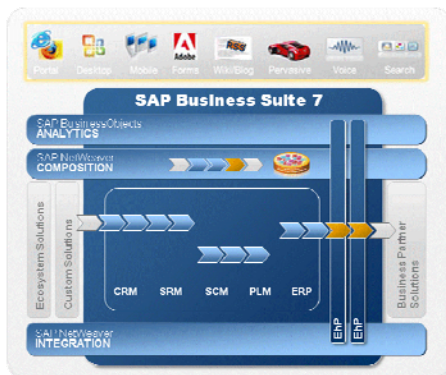 Adobe
RSS
Portal Desktop Mobile Forms Wiki/Blog Pervasive Voice Search
SAP Business Suite 7
SAP BusinessObjects
ANALYTICS
SAP NetWeaver
COMPOSITION
Ecosystem Solutions
Custom Solutions
CRM SRM SCM PLM ERP
Business Partner
Solutions
EhP EhP
SAP NetWeaver
INTEGRATION